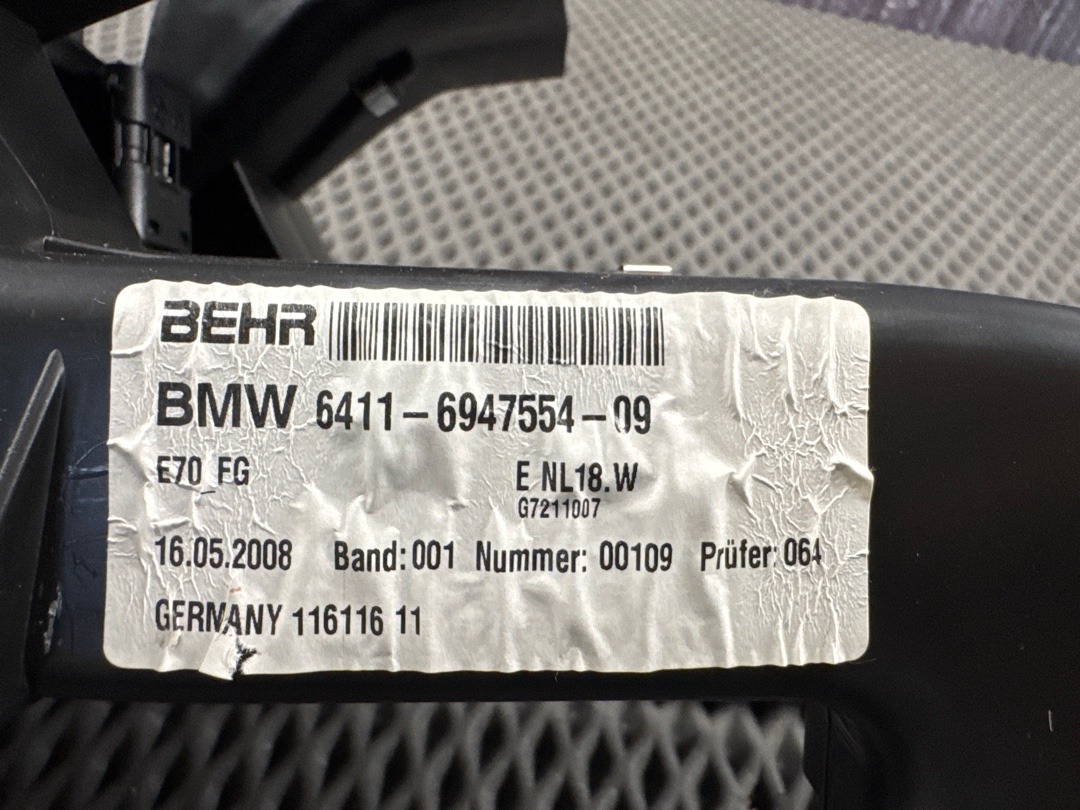 BEHR
BMW 6411-6947554-09
E70 FG E NL18.W
G7211007
16.05.2008 Band: 001 Nummer: 00109 Prüfer: 064
GERMANY 116116 11